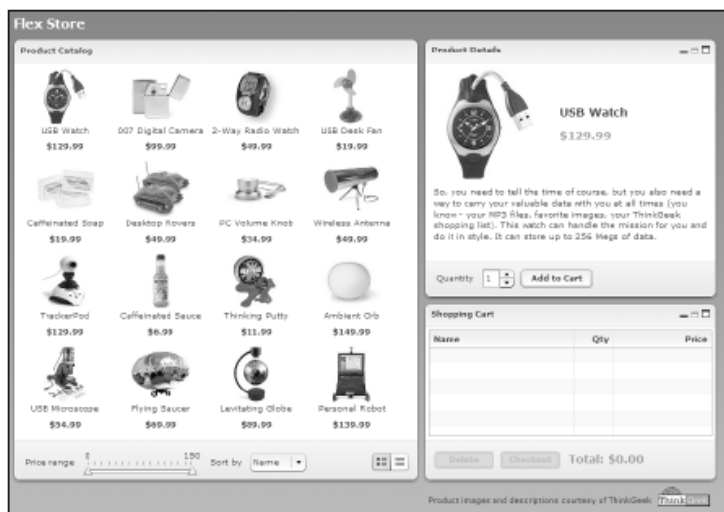 Flex Store
Product Catalog
USB Watch 007 Digital Camera 2-Way Radio Watch USB Desk Fan
$129.99 $99.99 $49.99 $19.99
Caffeinated Soap Desktop Rovers PC Volume Knob Wireless Antenna
$19.99 $49.99 $34.99 $49.99
TrackerPod Caffeinated Sauce Thinking Putty Ambient Orb
$129.99 $6.99 $11.99 $149.99
USB Microscope Flying Saucer Levitating Globe Personal Robot
$54.99 $69.99 $89.99 $139.99
Price range 0 150 Sort by Name
Product Details
USB Watch
$129.99
So, you need to tell the time of course, but you also need a
way to carry your valuable data with you at all times (you
know - your MP3 files, favorite images, your ThinkGeek
shopping list). This watch can handle the mission for you and
do it in style. It can store up to 256 Megs of data.
Quantity 1 Add to Cart
Shopping Cart
Name Qty Price
Delete Checkout Total: $0.00
Product images and descriptions courtesy of ThinkGeek ThinkGeek